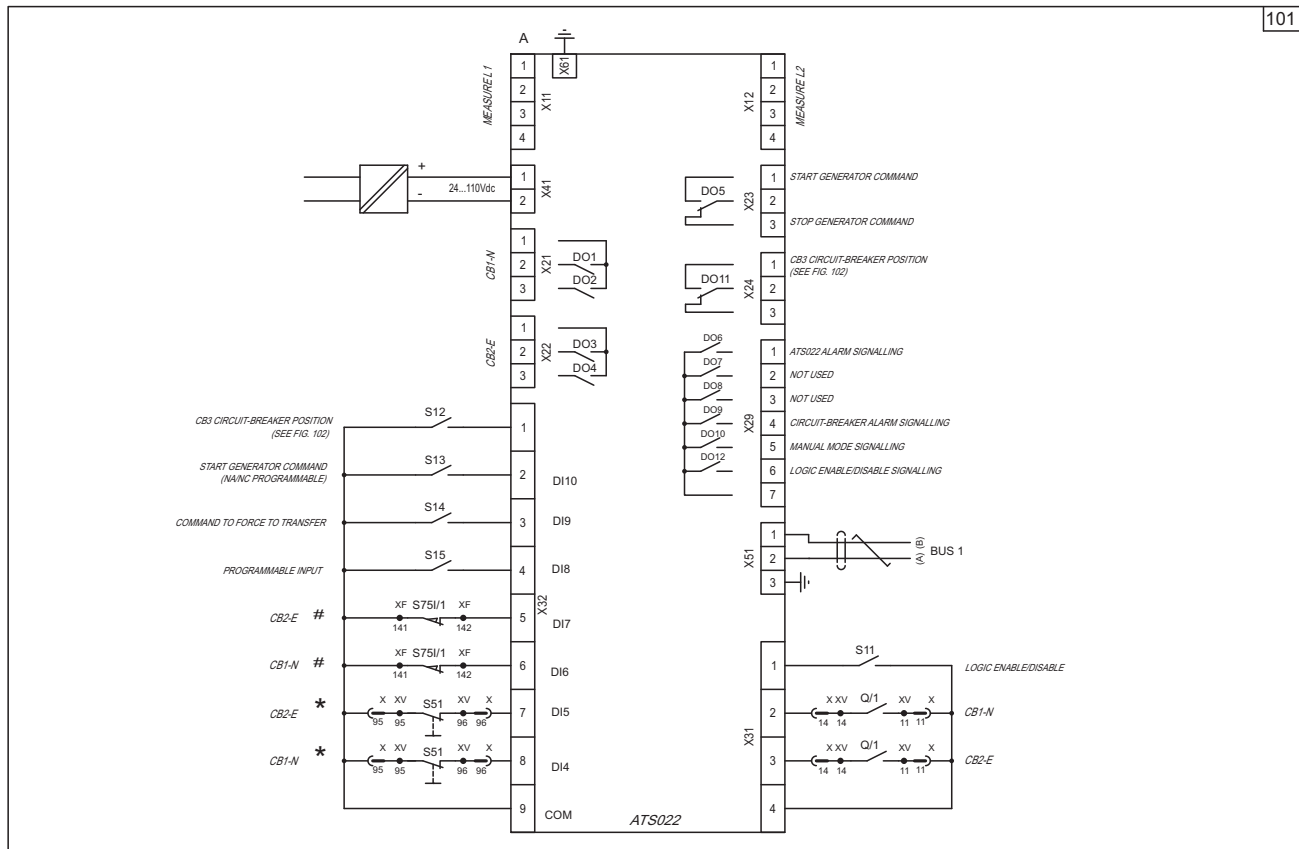 101
A
X61
MEASURE L1
1
2
3
4
X11
+
-
24...110Vdc
1
2
X41
CB1-N
1
2
3
X21
DO1
DO2
CB2-E
1
2
3
X22
DO3
DO4
CB3 CIRCUIT-BREAKER POSITION
(SEE FIG. 102)
S12
1
START GENERATOR COMMAND
(NA/NC PROGRAMMABLE)
S13
2
DI10
COMMAND TO FORCE TO TRANSFER
S14
3
DI9
PROGRAMMABLE INPUT
S15
4
DI8
X32
CB2-E #
XF S75I/1 XF
141 142
5
DI7
CB1-N #
XF S75I/1 XF
141 142
6
DI6
CB2-E *
X XV S51 XV X
95 95 96 96
7
DI5
CB1-N *
X XV S51 XV X
95 95 96 96
8
DI4
9
COM
ATS022
1
2
3
4
X12
MEASURE L2
DO5
X23
1 START GENERATOR COMMAND
2
3 STOP GENERATOR COMMAND
DO11
X24
1 CB3 CIRCUIT-BREAKER POSITION
(SEE FIG. 102)
2
3
X29
DO6 1 ATS022 ALARM SIGNALLING
DO7 2 NOT USED
DO8 3 NOT USED
DO9 4 CIRCUIT-BREAKER ALARM SIGNALLING
DO10 5 MANUAL MODE SIGNALLING
DO12 6 LOGIC ENABLE/DISABLE SIGNALLING
7
X51
1
2
3
(A) (B)
BUS 1
X31
1 S11 LOGIC ENABLE/DISABLE
2 X XV Q/1 XV X CB1-N
14 14 11 11
3 X XV Q/1 XV X CB2-E
14 14 11 11
4